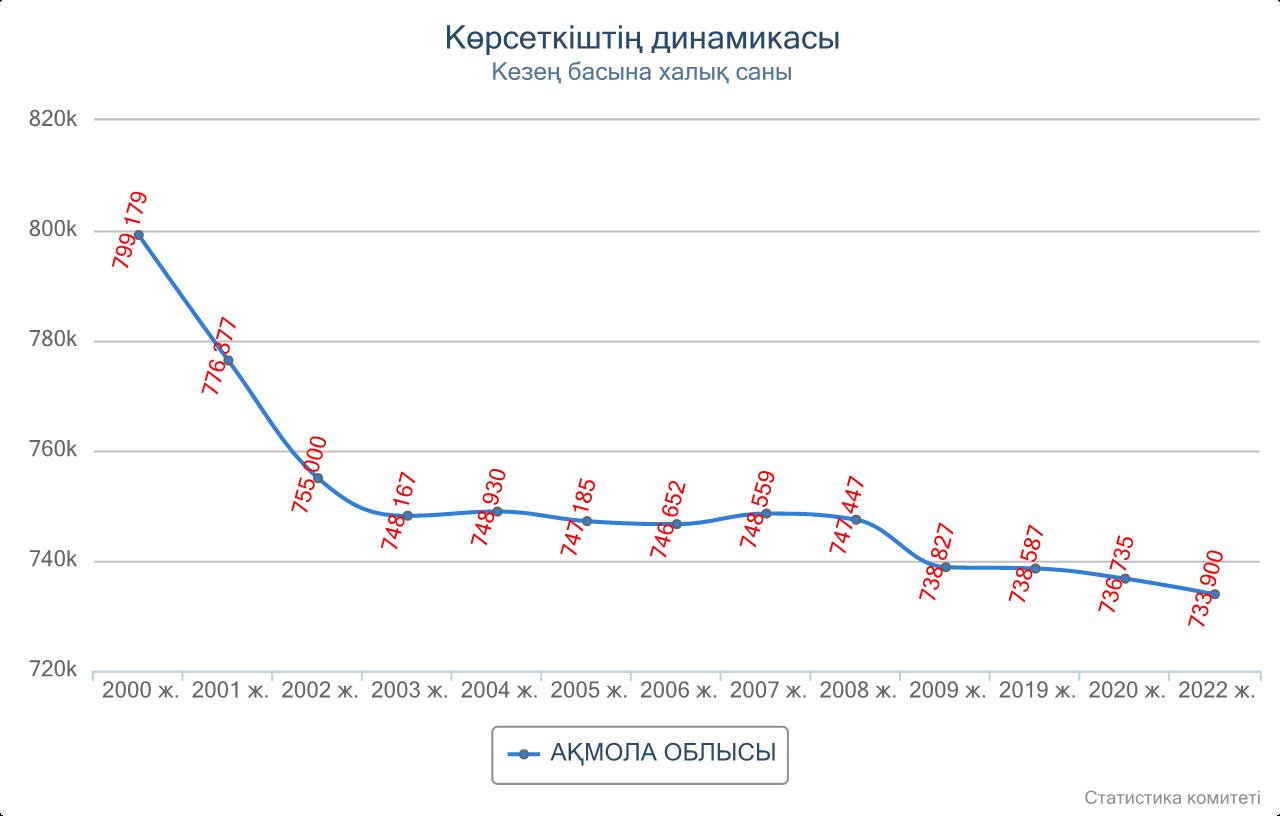 Көрсеткіштің динамикасы
Кезең басына халық саны
820k
800k
780k
760k
740k
720k
799 179
776 377
755 000
748 167
748 930
747 185
746 652
748 559
747 447
738 827
738 587
736 735
733 900
2000 ж. 2001 ж. 2002 ж. 2003 ж. 2004 ж. 2005 ж. 2006 ж. 2007 ж. 2008 ж. 2009 ж. 2019 ж. 2020 ж. 2022 ж.
АҚМОЛА ОБЛЫСЫ
Статистика комитеті